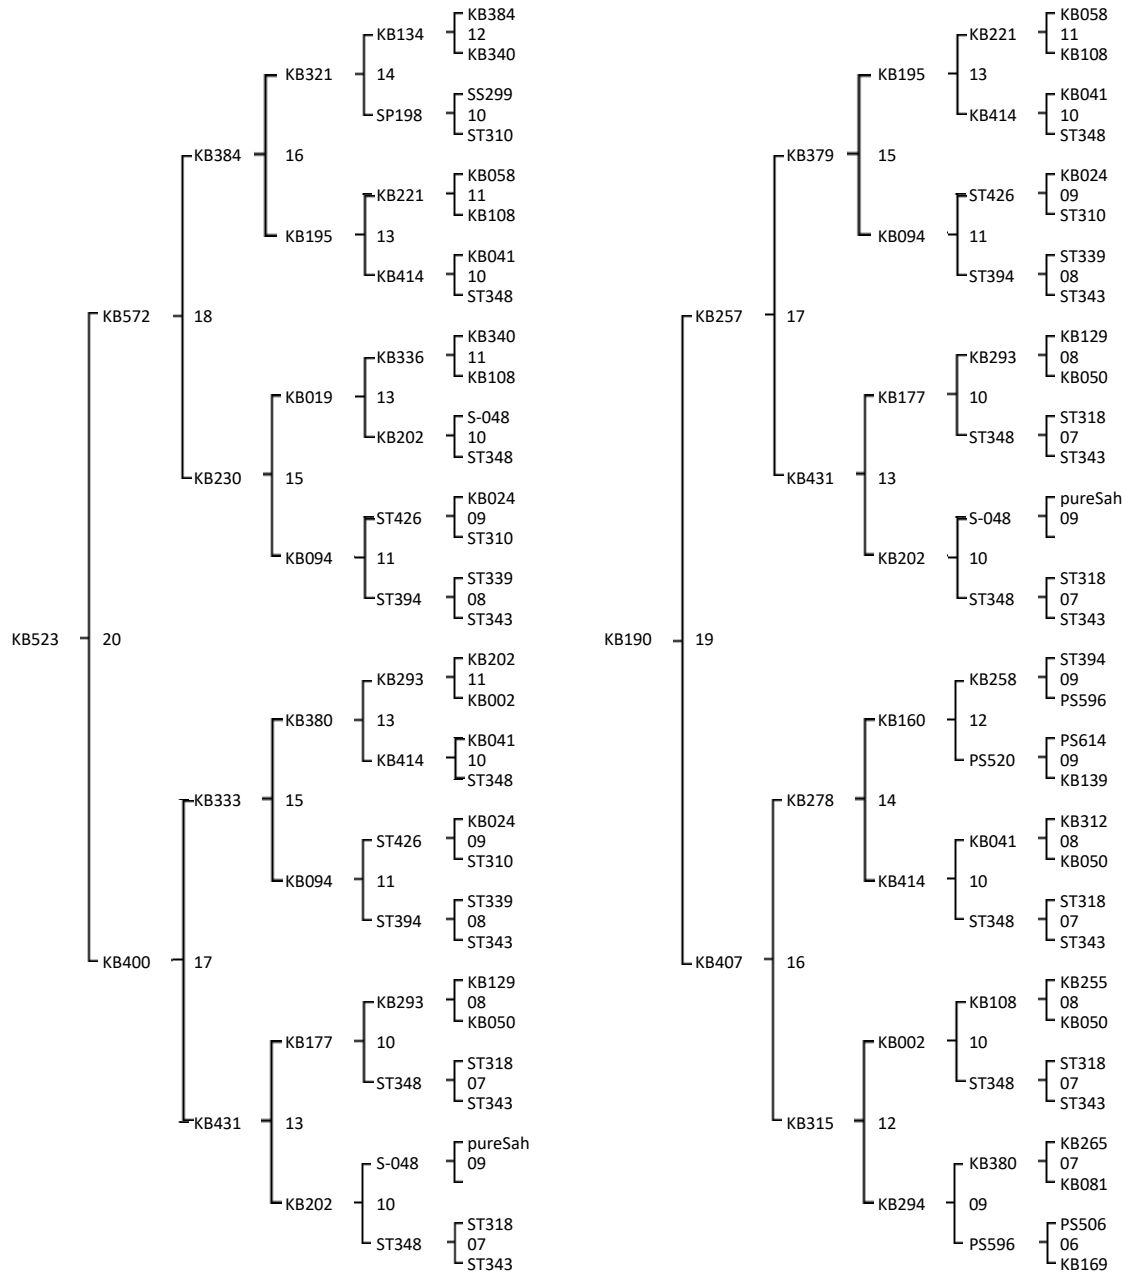 KB384
KB134 12
KB340
KB321 14
SS299
SP198 10
ST310
KB384 16
KB058
KB221 11
KB108
KB195 13
KB041
KB414 10
ST348
KB572 18
KB340
KB336 11
KB108
KB019 13
S-048
KB202 10
ST348
KB230 15
KB024
ST426 09
ST310
KB094 11
ST339
ST394 08
ST343
KB523 20
KB202
KB293 11
KB002
KB380 13
KB041
KB414 10
ST348
KB333 15
KB024
ST426 09
ST310
KB094 11
ST339
ST394 08
ST343
KB400 17
KB129
KB293 08
KB050
KB177 10
ST318
ST348 07
ST343
KB431 13
pureSah
S-048 09
KB202 10
ST318
ST348 07
ST343
KB058
KB221 11
KB108
KB195 13
KB041
KB414 10
ST348
KB379 15
KB024
ST426 09
ST310
KB094 11
ST339
ST394 08
ST343
KB257 17
KB129
KB293 08
KB050
KB177 10
ST318
ST348 07
ST343
KB431 13
pureSah
S-048 09
KB202 10
ST318
ST348 07
ST343
KB190 19
ST394
KB258 09
PS596
KB160 12
PS614
PS520 09
KB139
KB278 14
KB312
KB041 08
KB050
KB414 10
ST318
ST348 07
ST343
KB407 16
KB255
KB108 08
KB050
KB002 10
ST318
ST348 07
ST343
KB315 12
KB265
KB380 07
KB081
KB294 09
PS506
PS596 06
KB169